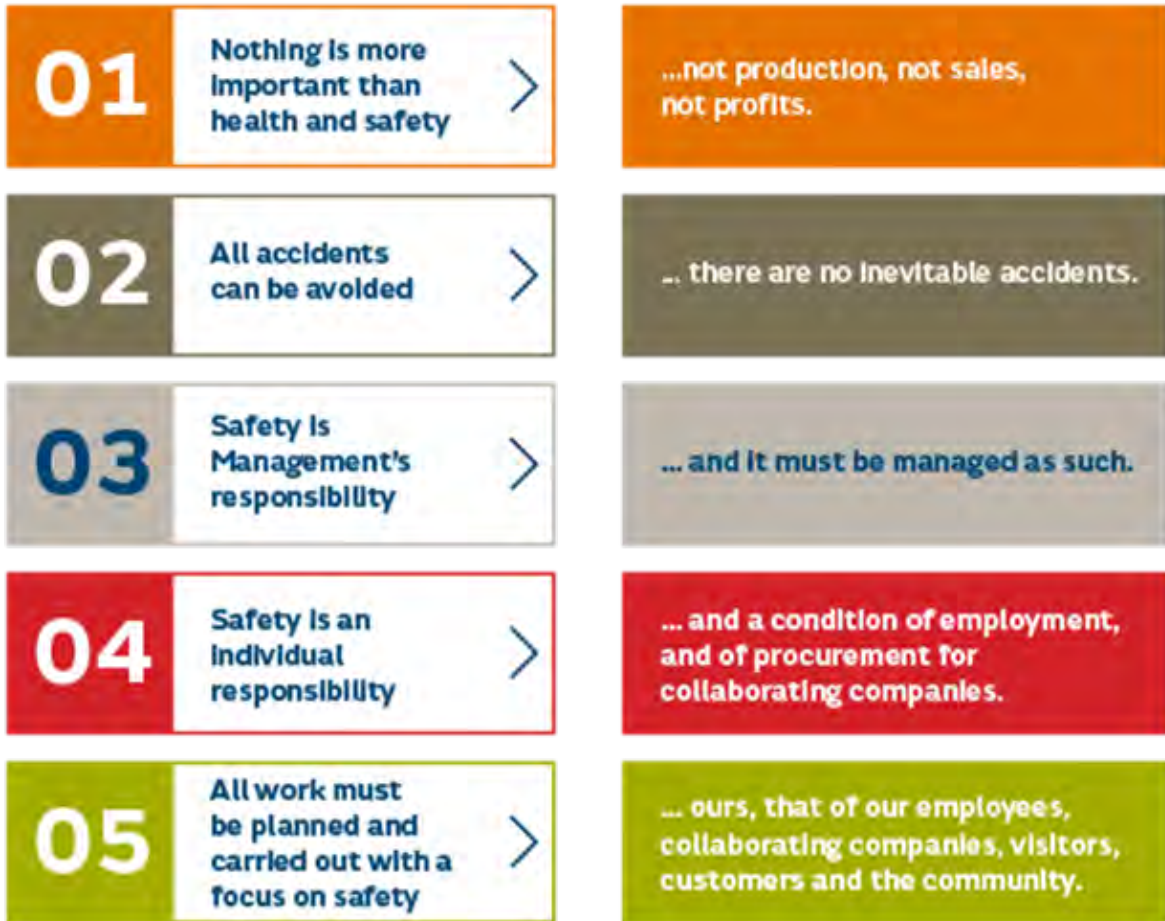 01
Nothing is more
important than
health and safety
...not production, not sales,
not profits.
02
All accidents
can be avoided
... there are no inevitable accidents.
03
Safety is
Management's
responsibility
... and it must be managed as such.
04
Safety is an
individual
responsibility
... and a condition of employment,
and of procurement for
collaborating companies.
05
All work must
be planned and
carried out with a
focus on safety
... ours, that of our employees,
collaborating companies, visitors,
customers and the community.